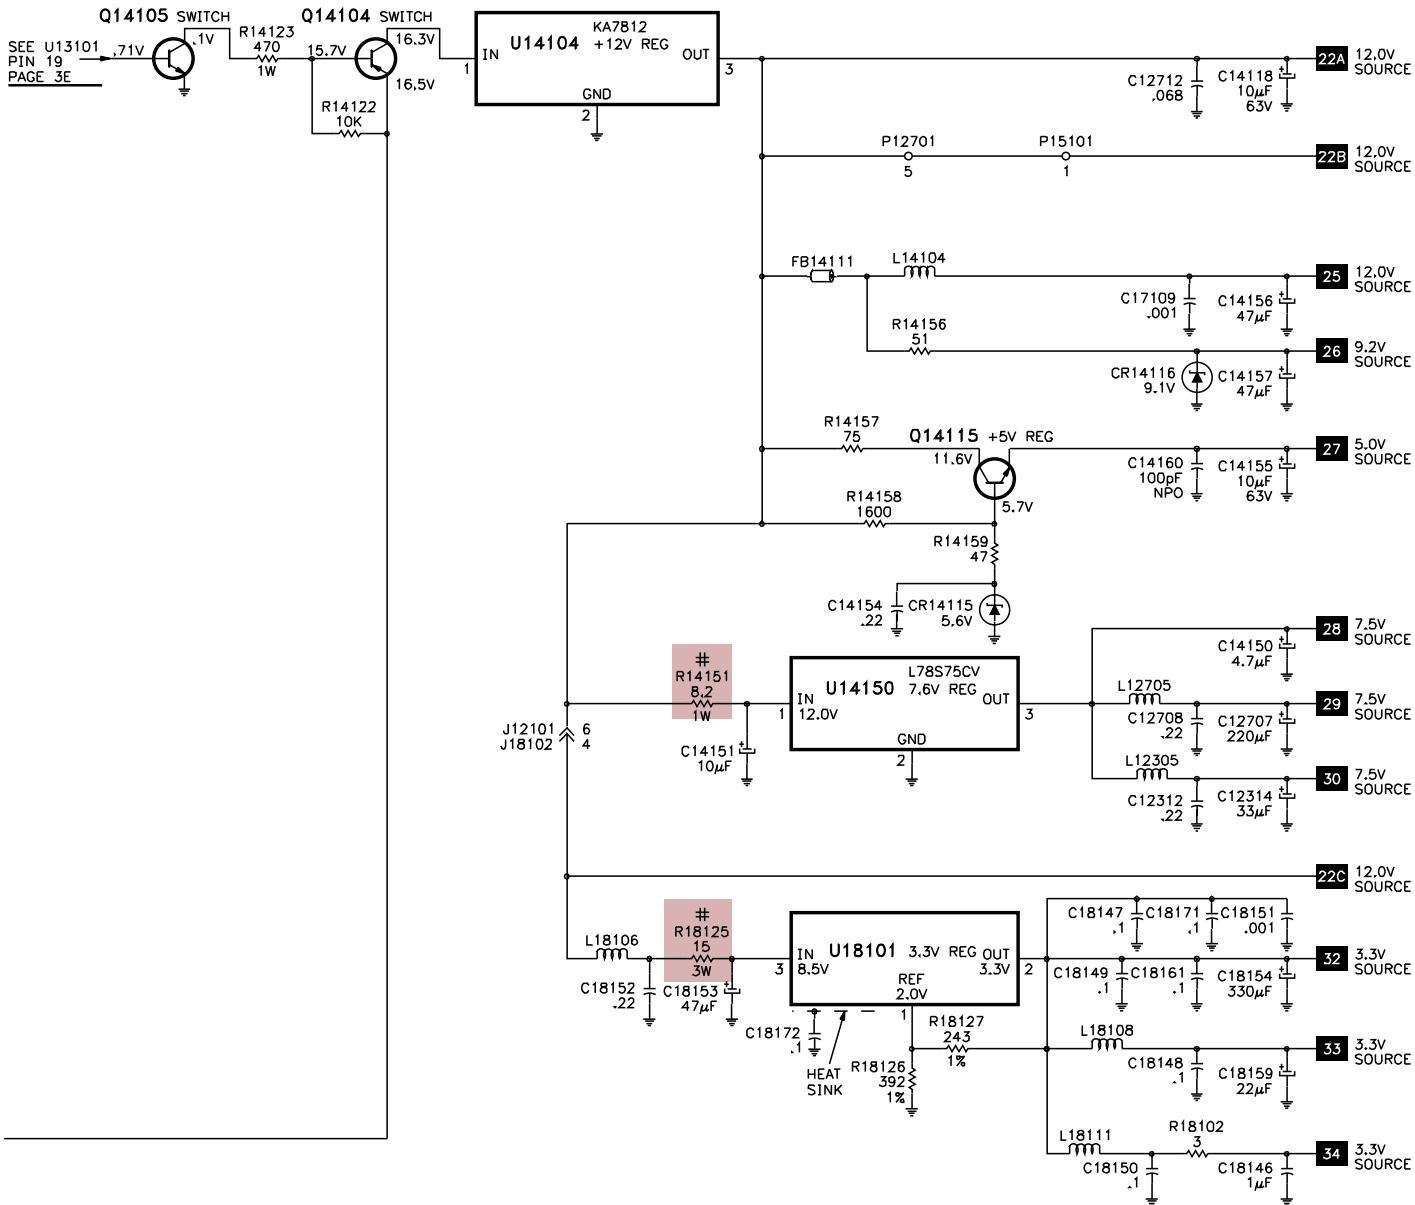 Q14105 SWITCH
SEE U13101
PIN 19
PAGE 3E
.71V
.1V
R14123
470
1W
Q14104 SWITCH
15.7V
16.3V
16.5V
R14122
10K
IN
1
U14104
KA7812
+12V REG
OUT
3
GND
2
C12712
.068
C14118
10μF
63V
22A
12.0V
SOURCE
P12701
5
P15101
1
22B
12.0V
SOURCE
FB14111
L14104
C17109
.001
C14156
47μF
25
12.0V
SOURCE
R14156
51
CR14116
9.1V
C14157
47μF
26
9.2V
SOURCE
R14157
75
Q14115 +5V REG
11.6V
5.7V
C14160
100pF
NPO
C14155
10μF
63V
27
5.0V
SOURCE
R14158
1600
R14159
47
C14154
.22
CR14115
5.6V
C14150
4.7μF
28
7.5V
SOURCE
#
R14151
8.2
1W
C14151
10μF
IN
1
12.0V
U14150
L78S75CV
7.6V REG
OUT
3
GND
2
L12705
C12708
.22
C12707
220μF
29
7.5V
SOURCE
J12101
6
J18102
4
L12305
C12312
.22
C12314
33μF
30
7.5V
SOURCE
22C
12.0V
SOURCE
L18106
C18152
.22
#
R18125
15
3W
C18153
47μF
IN
3
8.5V
U18101
3.3V REG
OUT
3.3V
2
REF
2.0V
1
C18147
.1
C18171
.1
C18151
.001
C18149
.1
C18161
.1
C18154
330μF
32
3.3V
SOURCE
C18172
.1
HEAT
SINK
R18127
243
1%
R18126
392
1%
L18108
C18148
.1
C18159
22μF
33
3.3V
SOURCE
L18111
C18150
.1
R18102
3
C18146
1μF
34
3.3V
SOURCE